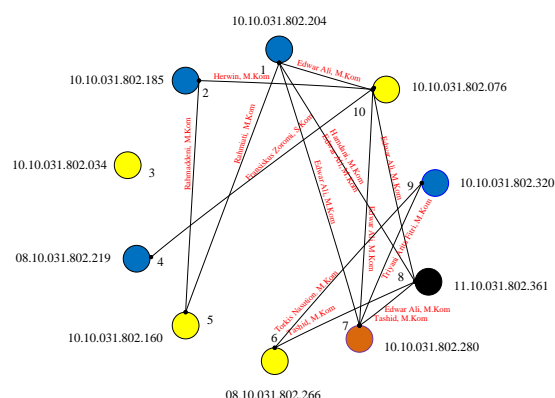 10.10.031.802.204
1
Edwar Ali, M.Kom
10.10.031.802.185
2
Herwin, M.Kom
10.10.031.802.076
10
Rahmaddeni, M.Kom
Rahmiati, M.Kom
Fransiskus Zoromi, S.Kom
Hamdani, M.Kom
Edwar Ali, M.Kom
Edwar Ali, M.Kom
10.10.031.802.034
3
Edwar Ali, M.Kom
9
10.10.031.802.320
Edwar Ali, M.Kom
08.10.031.802.219
4
8
11.10.031.802.361
Torkis Nasution, M.Kom
Tashid, M.Kom
Edwar Ali, M.Kom
Tashid, M.Kom
5
10.10.031.802.160
6
7
10.10.031.802.280
08.10.031.802.266